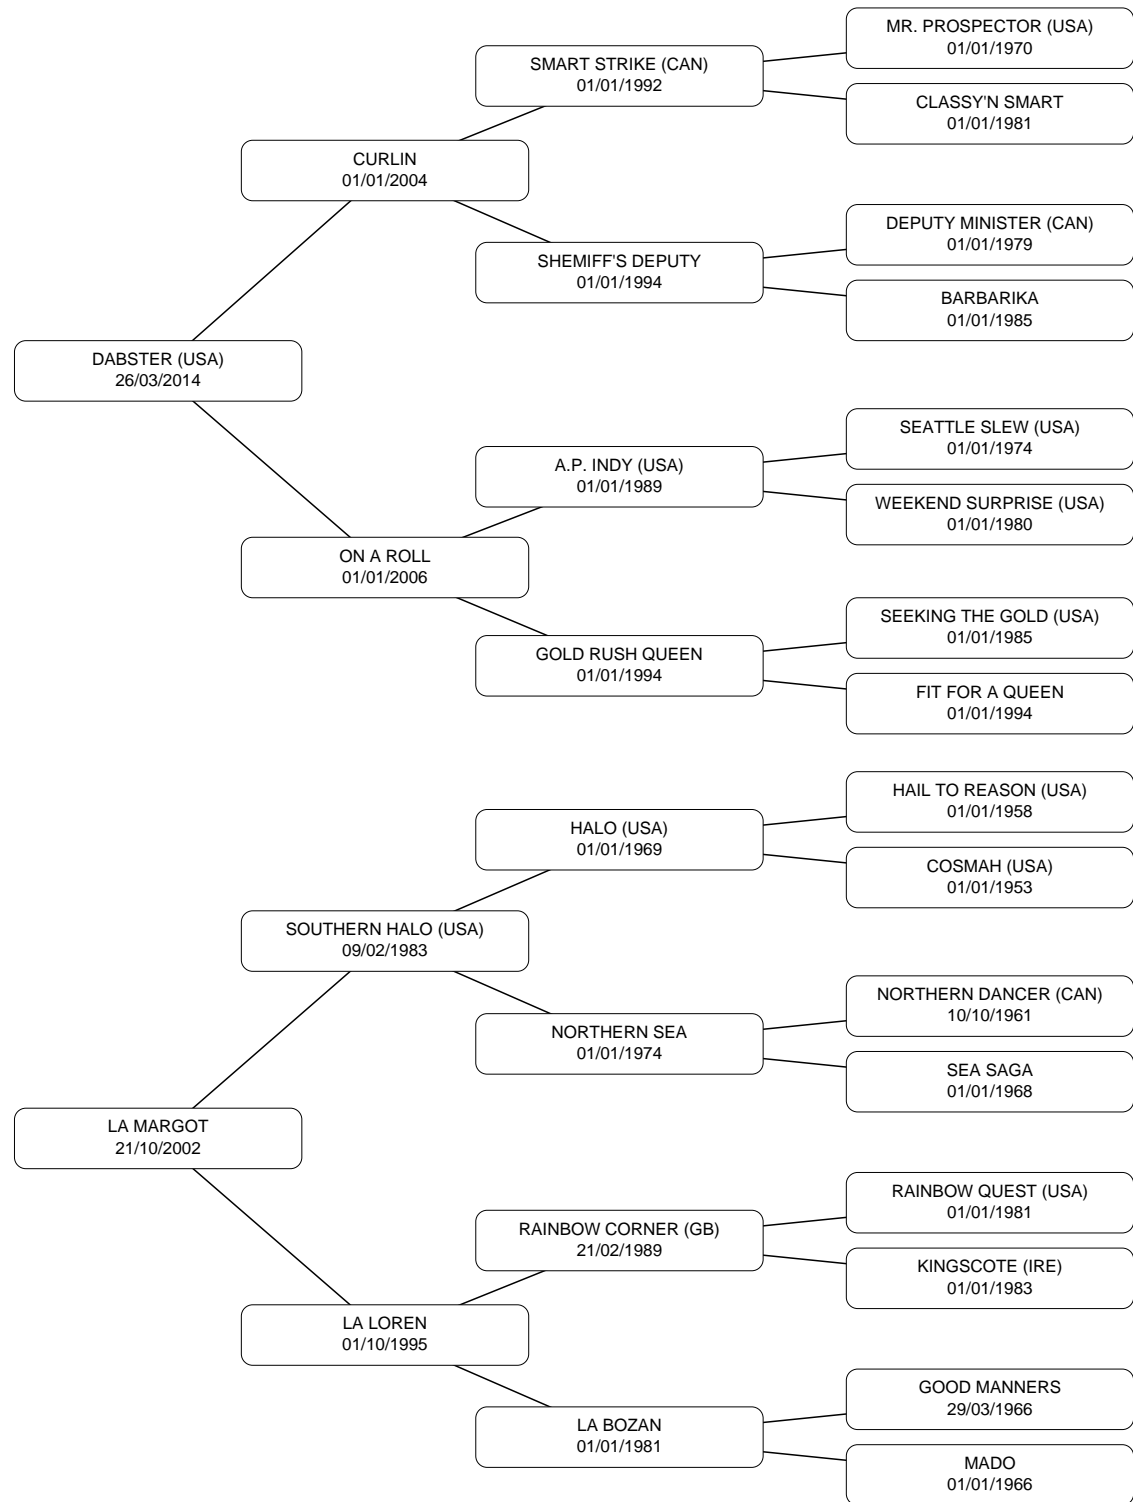 MR. PROSPECTOR (USA)
01/01/1970
SMART STRIKE (CAN)
01/01/1992
CLASSY'N SMART
01/01/1981
CURLIN
01/01/2004
DEPUTY MINISTER (CAN)
01/01/1979
SHEMIFF'S DEPUTY
01/01/1994
BARBARIKA
01/01/1985
DABSTER (USA)
26/03/2014
SEATTLE SLEW (USA)
01/01/1974
A.P. INDY (USA)
01/01/1989
WEEKEND SURPRISE (USA)
01/01/1980
ON A ROLL
01/01/2006
SEEKING THE GOLD (USA)
01/01/1985
GOLD RUSH QUEEN
01/01/1994
FIT FOR A QUEEN
01/01/1994
HAIL TO REASON (USA)
01/01/1958
HALO (USA)
01/01/1969
COSMAH (USA)
01/01/1953
SOUTHERN HALO (USA)
09/02/1983
NORTHERN DANCER (CAN)
10/10/1961
NORTHERN SEA
01/01/1974
SEA SAGA
01/01/1968
LA MARGOT
21/10/2002
RAINBOW QUEST (USA)
01/01/1981
RAINBOW CORNER (GB)
21/02/1989
KINGSCOTE (IRE)
01/01/1983
LA LOREN
01/10/1995
GOOD MANNERS
29/03/1966
LA BOZAN
01/01/1981
MADO
01/01/1966